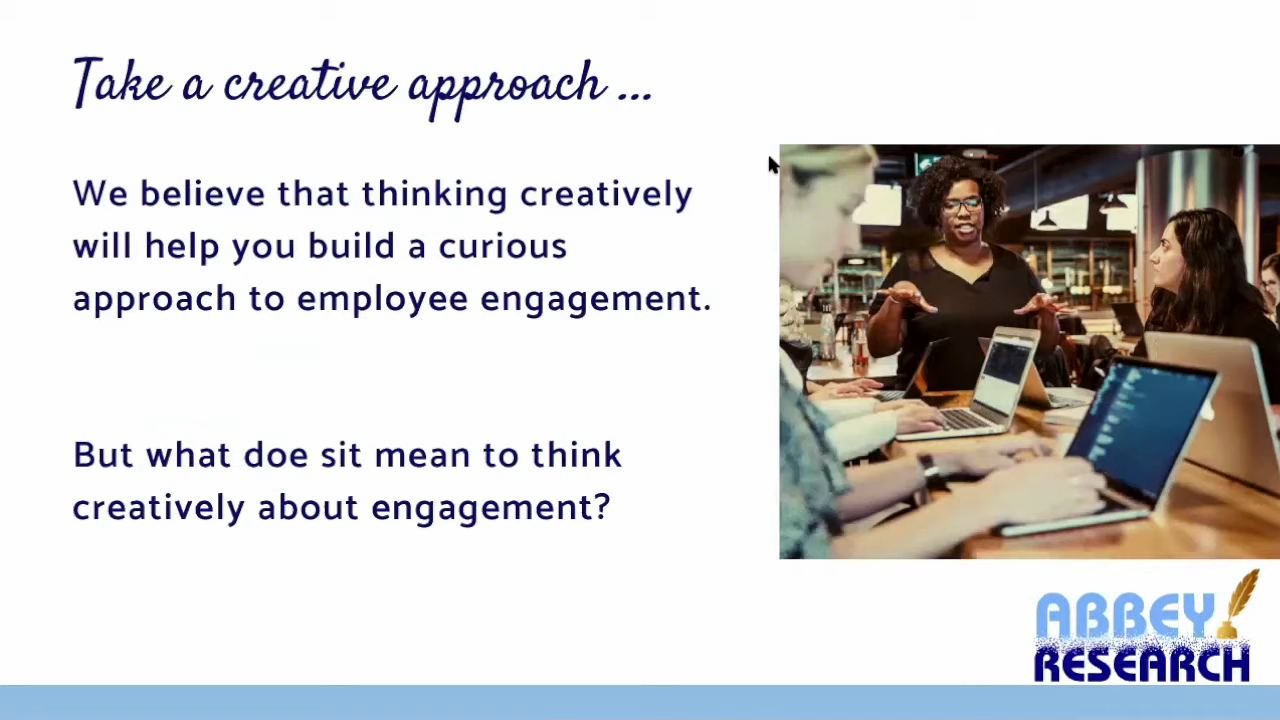 Take a creative approach ...
We believe that thinking creatively
will help you build a curious
approach to employee engagement.
But what doe sit mean to think
creatively about engagement?
ABBEY
RESEARCH